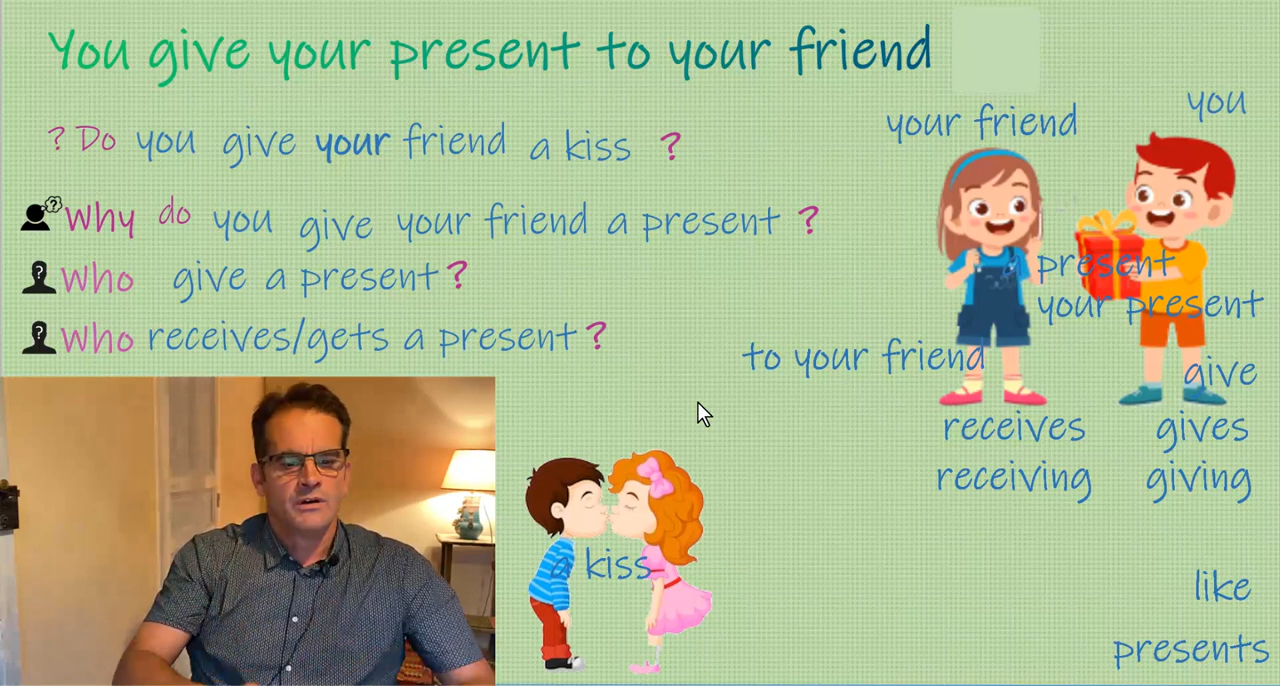 You give your present to your friend
? Do you give your friend a kiss ?
Why do you give your friend a present ?
Who give a present ?
Who receives/gets a present ?
your friend
you
present
your present
to your friend
give
receives gives
receiving giving
a kiss
like
presents